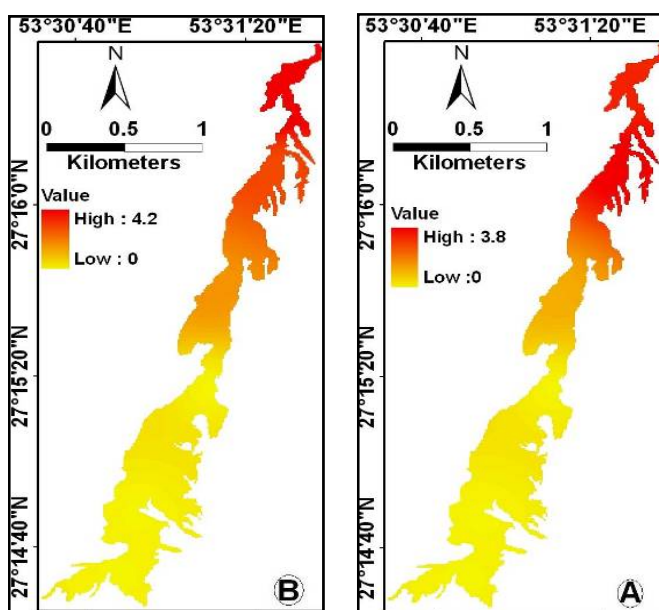 53°30'40"E 53°31'20"E
N
0 0.5 1
Kilometers
Value
High : 4.2
Low : 0
27°16'0"N
27°15'20"N
27°14'40"N
B
53°30'40"E 53°31'20"E
N
0 0.5 1
Kilometers
Value
High : 3.8
Low :0
27°16'0"N
27°15'20"N
27°14'40"N
A